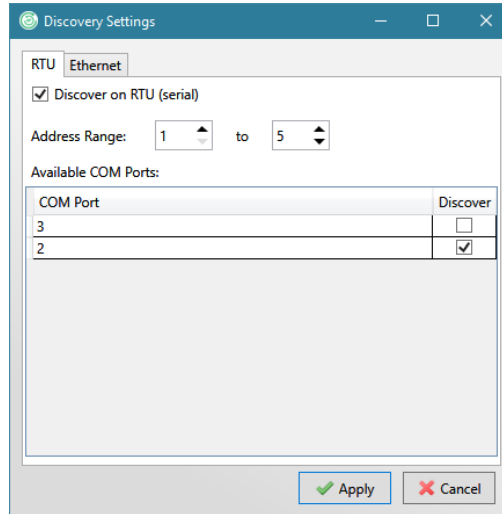 Discovery Settings
RTU Ethernet
Discover on RTU (serial)
Address Range: 1 to 5
Available COM Ports:
COM Port Discover
3
2
Apply Cancel